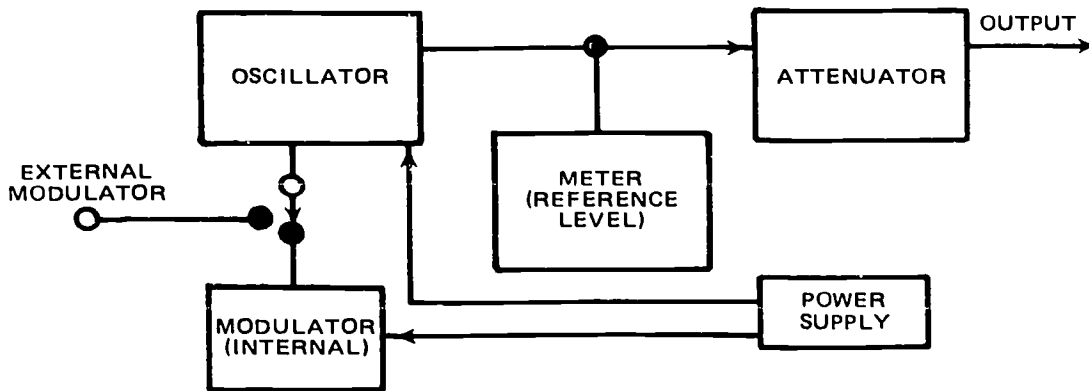 OSCILLATOR
ATTENUATOR
OUTPUT
EXTERNAL
MODULATOR
METER
(REFERENCE
LEVEL)
MODULATOR
(INTERNAL)
POWER
SUPPLY